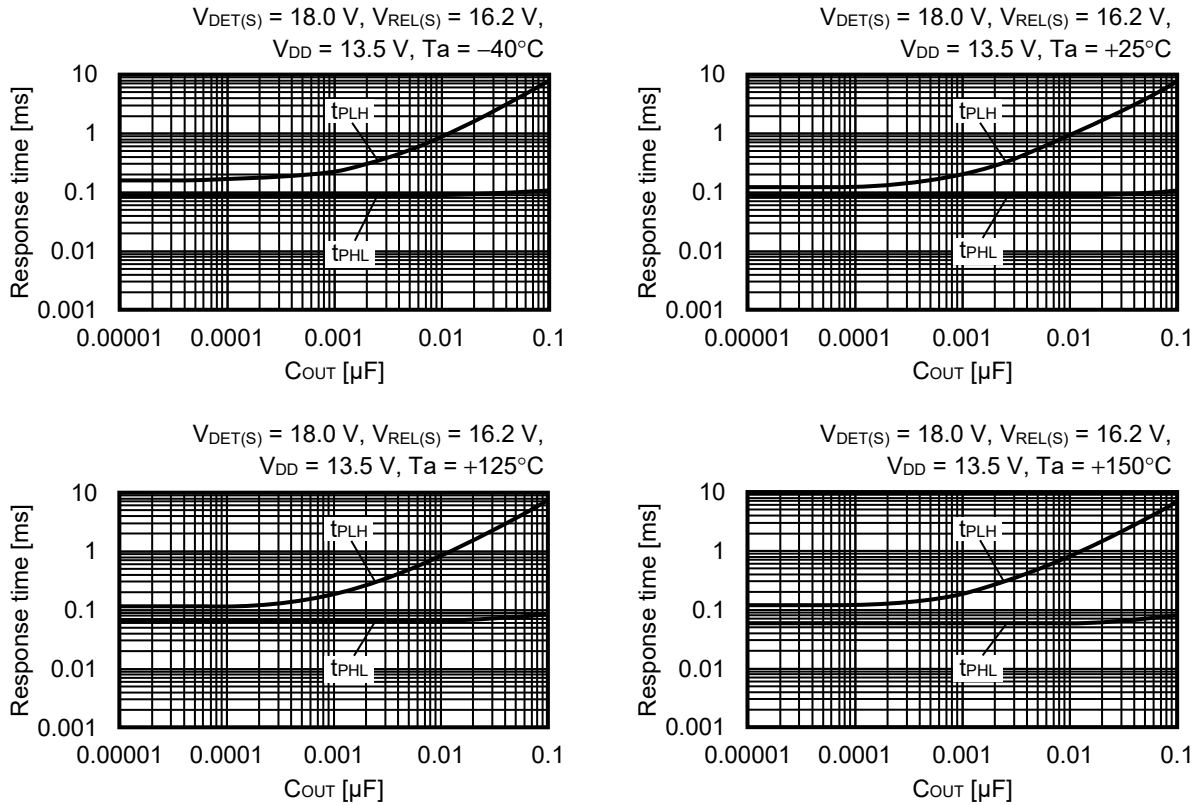 VDET(S) = 18.0 V, VREL(S) = 16.2 V,
VDD = 13.5 V, Ta = −40°C
Response time [ms]
10
1
0.1
0.01
0.001
tPLH
tPHL
0.00001 0.0001 0.001 0.01 0.1
COUT [µF]
VDET(S) = 18.0 V, VREL(S) = 16.2 V,
VDD = 13.5 V, Ta = +25°C
Response time [ms]
10
1
0.1
0.01
0.001
tPLH
tPHL
0.00001 0.0001 0.001 0.01 0.1
COUT [µF]
VDET(S) = 18.0 V, VREL(S) = 16.2 V,
VDD = 13.5 V, Ta = +125°C
Response time [ms]
10
1
0.1
0.01
0.001
tPLH
tPHL
0.00001 0.0001 0.001 0.01 0.1
COUT [µF]
VDET(S) = 18.0 V, VREL(S) = 16.2 V,
VDD = 13.5 V, Ta = +150°C
Response time [ms]
10
1
0.1
0.01
0.001
tPLH
tPHL
0.00001 0.0001 0.001 0.01 0.1
COUT [µF]